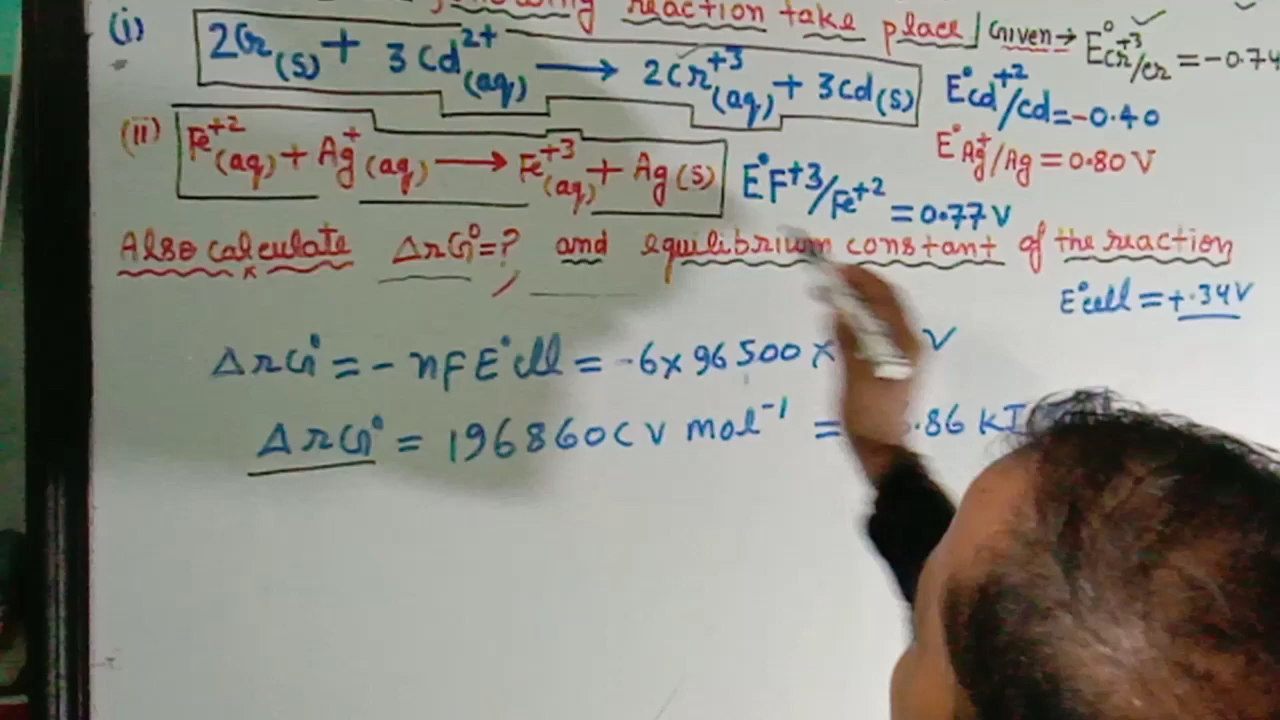 reaction take place / Given → E°Cr+3/Cr = -0.74
(i) 2Cr(s) + 3Cd2+(aq) → 2Cr+3(aq) + 3Cd(s) E°Cd+2/Cd = -0.40
(ii) Fe+2(aq) + Ag+(aq) → Fe+3(aq) + Ag(s) E°Ag+/Ag = 0.80 V
E°F+3/Fe+2 = 0.77 V
Also calculate ΔrG° = ? and equilibrium constant of the reaction
E°cell = +.34V
ΔrG° = - nFE°cell = -6 x 96500 x V
ΔrG° = 196860 CV mol-1 = .86 kJ